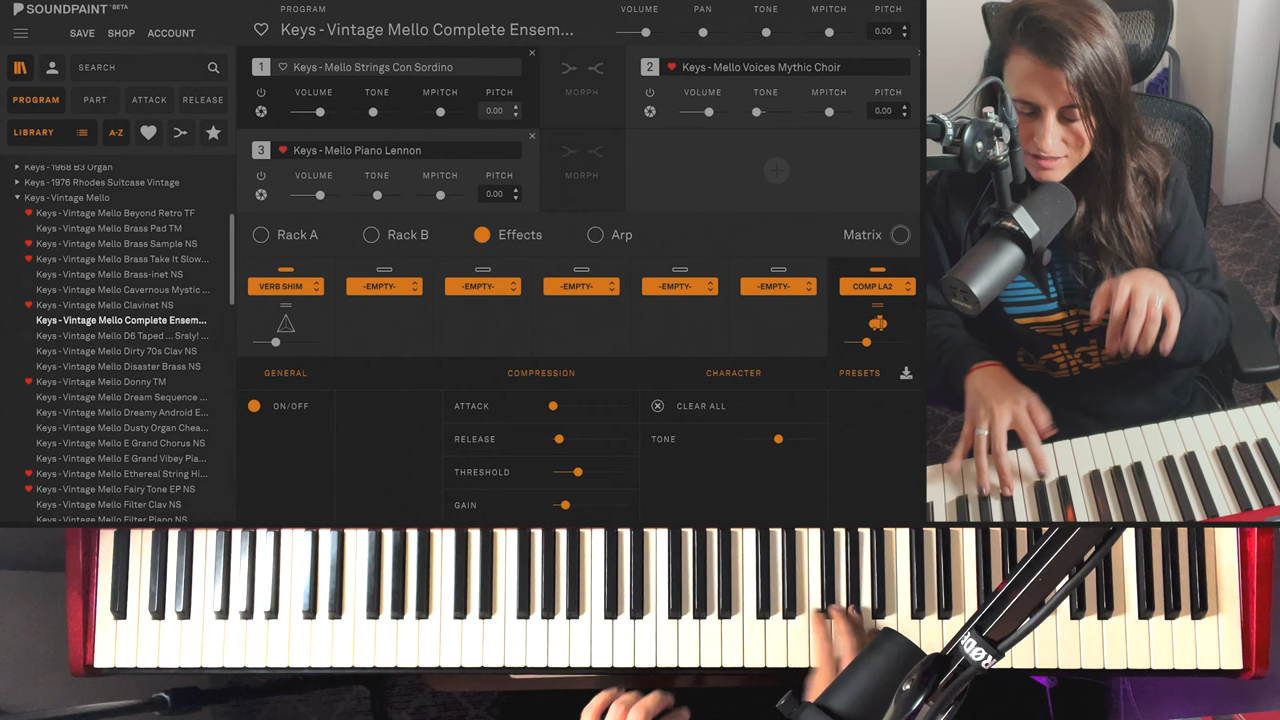 SOUNDPAINT BETA
SAVE SHOP ACCOUNT
SEARCH
PROGRAM PART ATTACK RELEASE
LIBRARY A-Z
Keys - 1968 B3 Organ
Keys - 1976 Rhodes Suitcase Vintage
Keys - Vintage Mello
Keys - Vintage Mello Beyond Retro TF
Keys - Vintage Mello Brass Pad TM
Keys - Vintage Mello Brass Sample NS
Keys - Vintage Mello Brass Take It Slow...
Keys - Vintage Mello Brass-inet NS
Keys - Vintage Mello Cavernous Mystic ...
Keys - Vintage Mello Clavinet NS
Keys - Vintage Mello Complete Ensem...
Keys - Vintage Mello D6 Taped ... Srsly! ...
Keys - Vintage Mello Dirty 70s Clav NS
Keys - Vintage Mello Disaster Brass NS
Keys - Vintage Mello Donny TM
Keys - Vintage Mello Dream Sequence ...
Keys - Vintage Mello Dreamy Android E...
Keys - Vintage Mello Dusty Organ Chea...
Keys - Vintage Mello E Grand Chorus NS
Keys - Vintage Mello E Grand Vibey Pia...
Keys - Vintage Mello Ethereal String Hi...
Keys - Vintage Mello Fairy Tone EP NS
Keys - Vintage Mello Filter Clav NS
Keys - Vintage Mello Filter Piano NS
PROGRAM
Keys - Vintage Mello Complete Ensem...
VOLUME PAN TONE MPITCH PITCH
0.00
1 Keys - Mello Strings Con Sordino
VOLUME TONE MPITCH PITCH
0.00
MORPH
2 Keys - Mello Voices Mythic Choir
VOLUME TONE MPITCH PITCH
0.00
3 Keys - Mello Piano Lennon
VOLUME TONE MPITCH PITCH
0.00
MORPH
Rack A Rack B Effects Arp Matrix
VERB SHIM -EMPTY- -EMPTY- -EMPTY- -EMPTY- -EMPTY- COMP LA2
GENERAL COMPRESSION CHARACTER PRESETS
ON/OFF ATTACK CLEAR ALL
RELEASE TONE
THRESHOLD
GAIN
RØDE